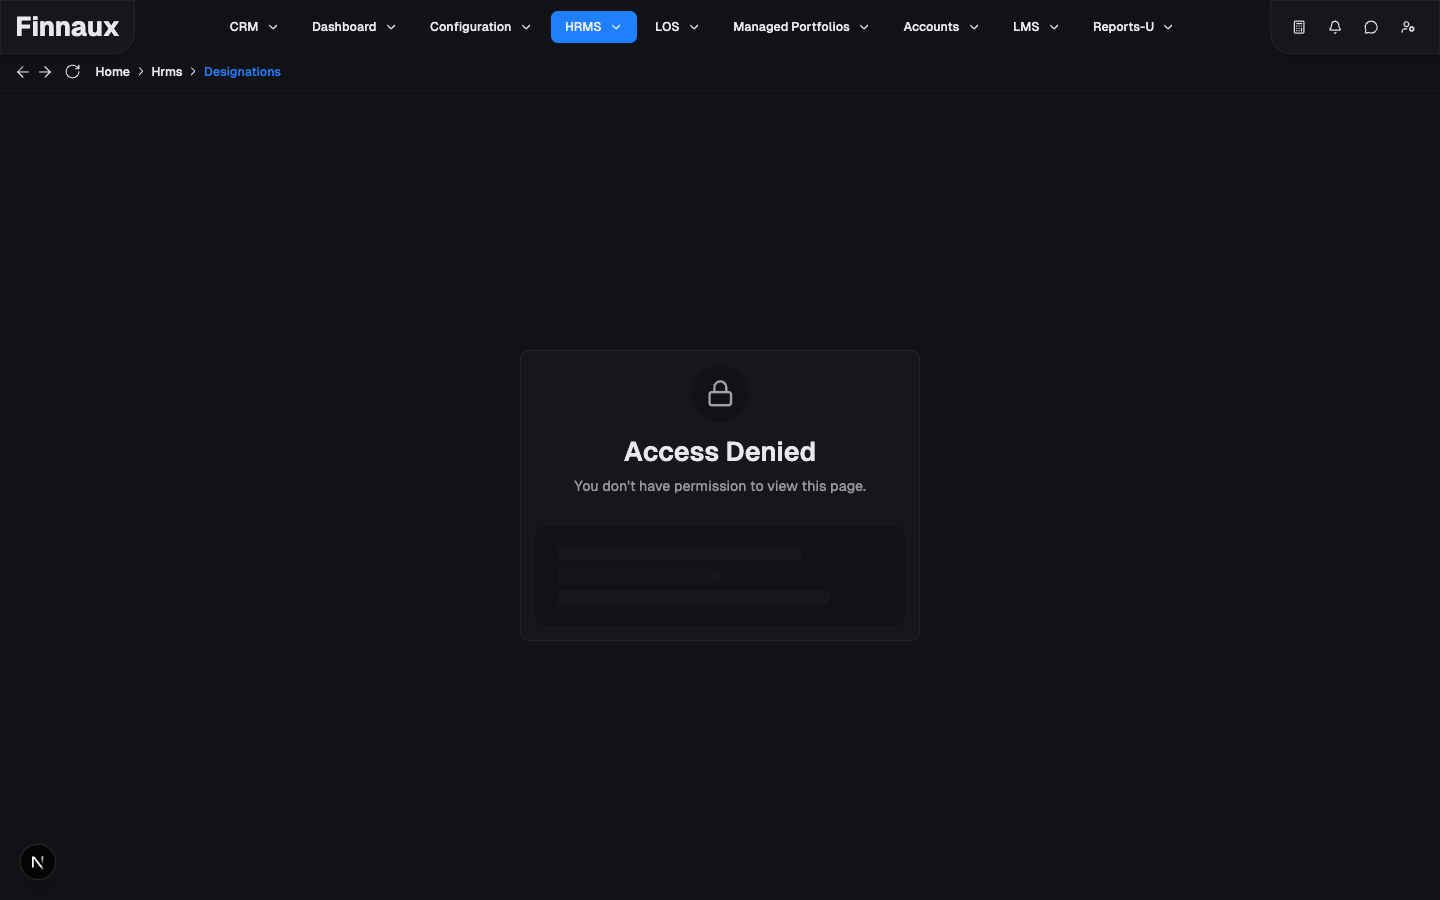 Finnaux
CRM Dashboard Configuration HRMS LOS Managed Portfolios Accounts LMS Reports-U
Home Hrms Designations
Access Denied
You don't have permission to view this page.
N